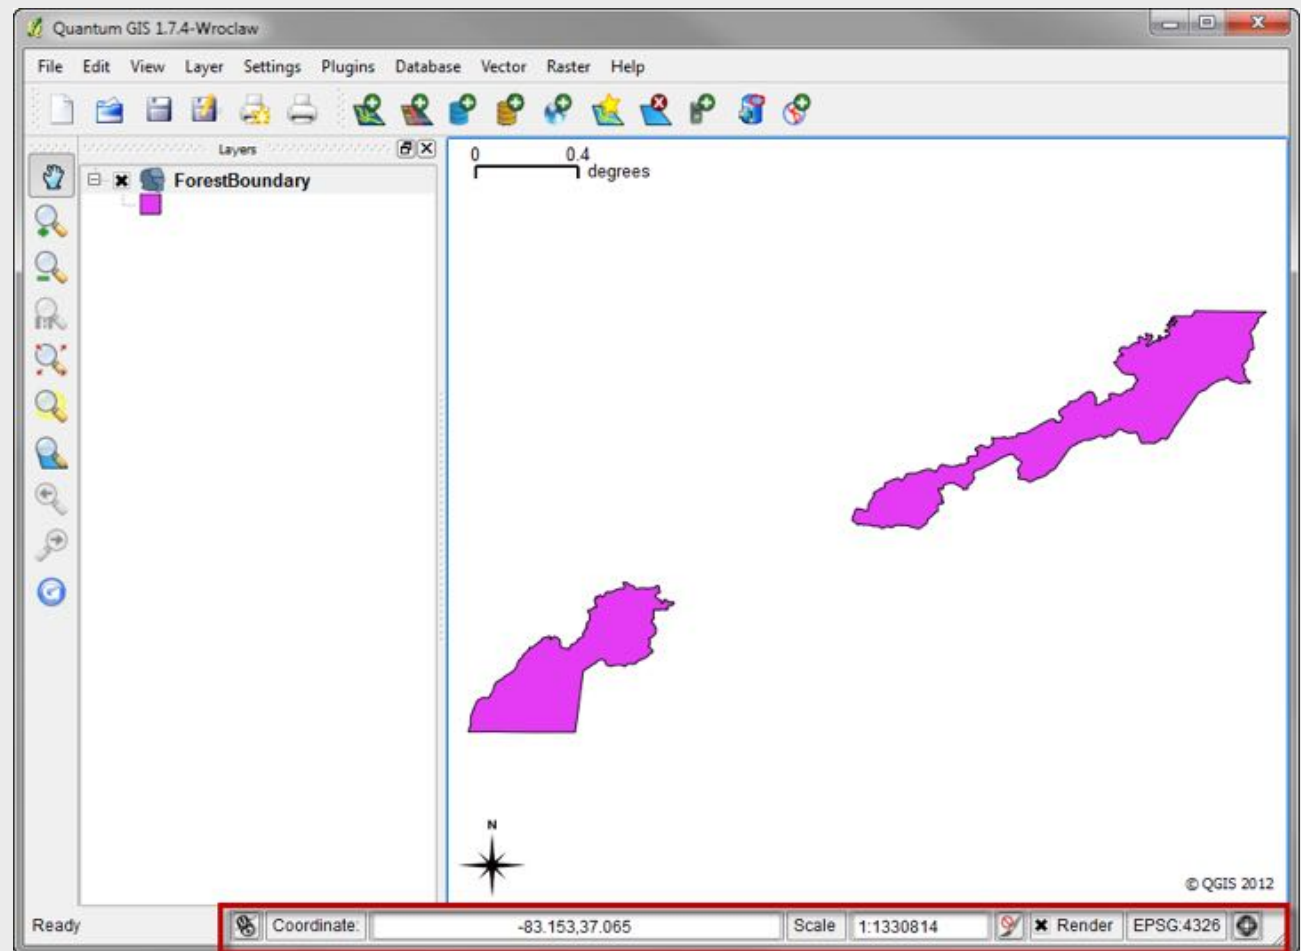 Quantum GIS 1.7.4-Wroclaw
File Edit View Layer Settings Plugins Database Vector Raster Help
Layers
ForestBoundary
0 0.4
degrees
N
© QGIS 2012
Ready Coordinate: -83.153,37.065 Scale 1:1330814 Render EPSG:4326